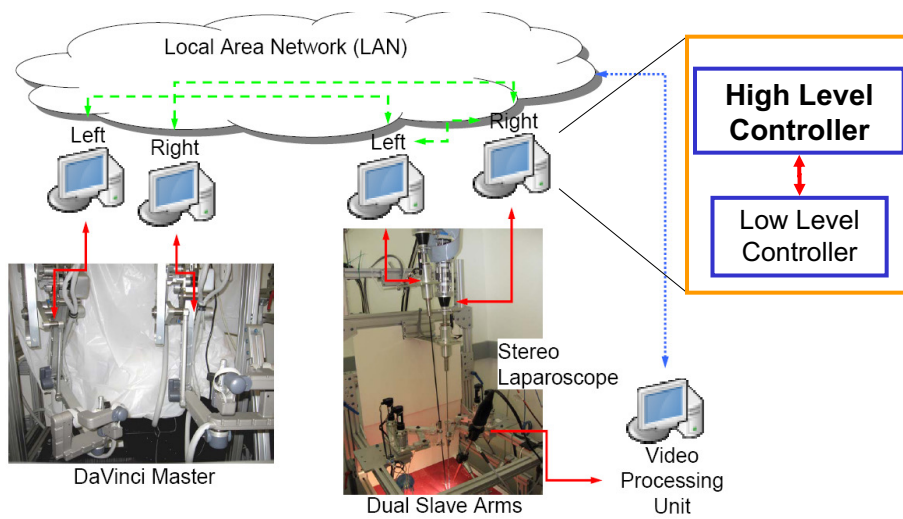 Local Area Network (LAN)
Left
Right
Left
Right
High Level
Controller
Low Level
Controller
Stereo
Laparoscope
DaVinci Master
Dual Slave Arms
Video
Processing
Unit